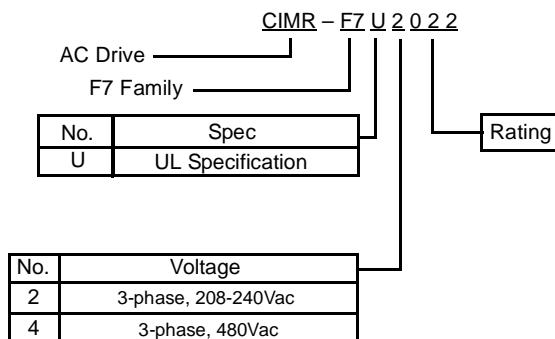 CIMR – F7 U 2 0 2 2
AC Drive
F7 Family
No. Spec
U UL Specification
Rating
No. Voltage
2 3-phase, 208-240Vac
4 3-phase, 480Vac